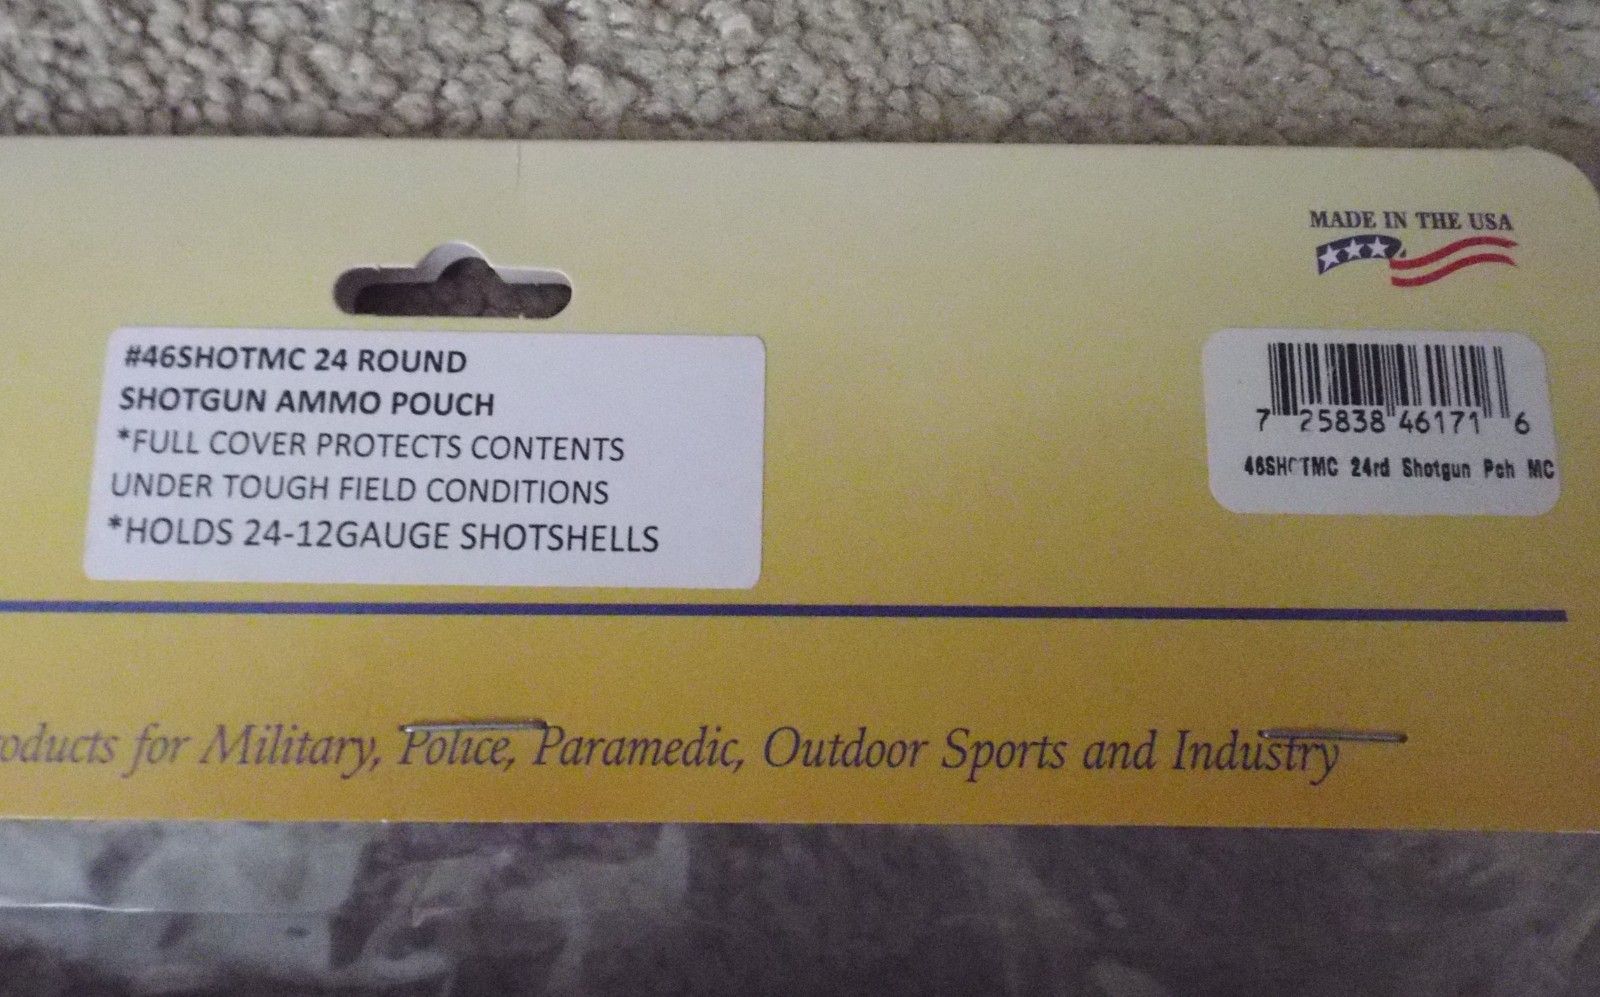 MADE IN THE USA
#46SHOTMC 24 ROUND
SHOTGUN AMMO POUCH
*FULL COVER PROTECTS CONTENTS
UNDER TOUGH FIELD CONDITIONS
*HOLDS 24-12GAUGE SHOTSHELLS
7 25838 46171 6
46SHOTMC 24rd Shotgun Pch MC
oducts for Military, Police, Paramedic, Outdoor Sports and Industry